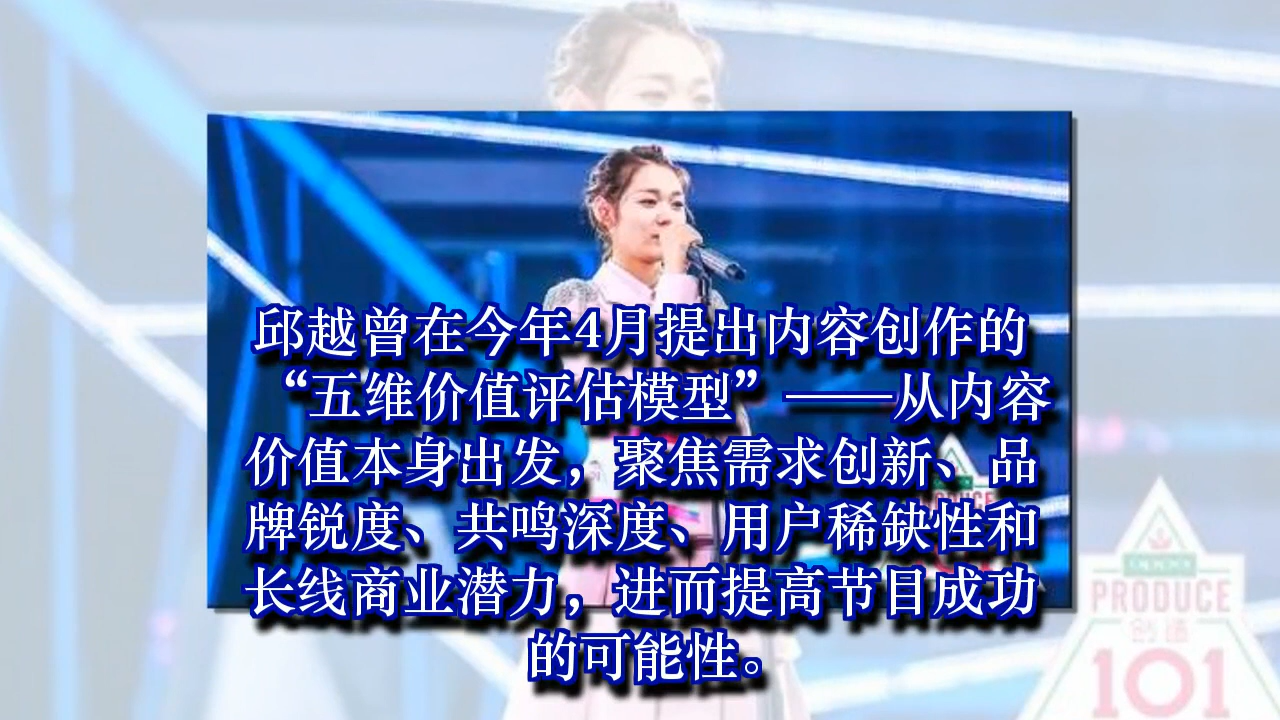 邱越曾在今年4月提出内容创作的
“五维价值评估模型”——从内容
价值本身出发，聚焦需求创新、品
牌锐度、共鸣深度、用户稀缺性和
长线商业潜力，进而提高节目成功
的可能性。
PRODUCE
创造
101